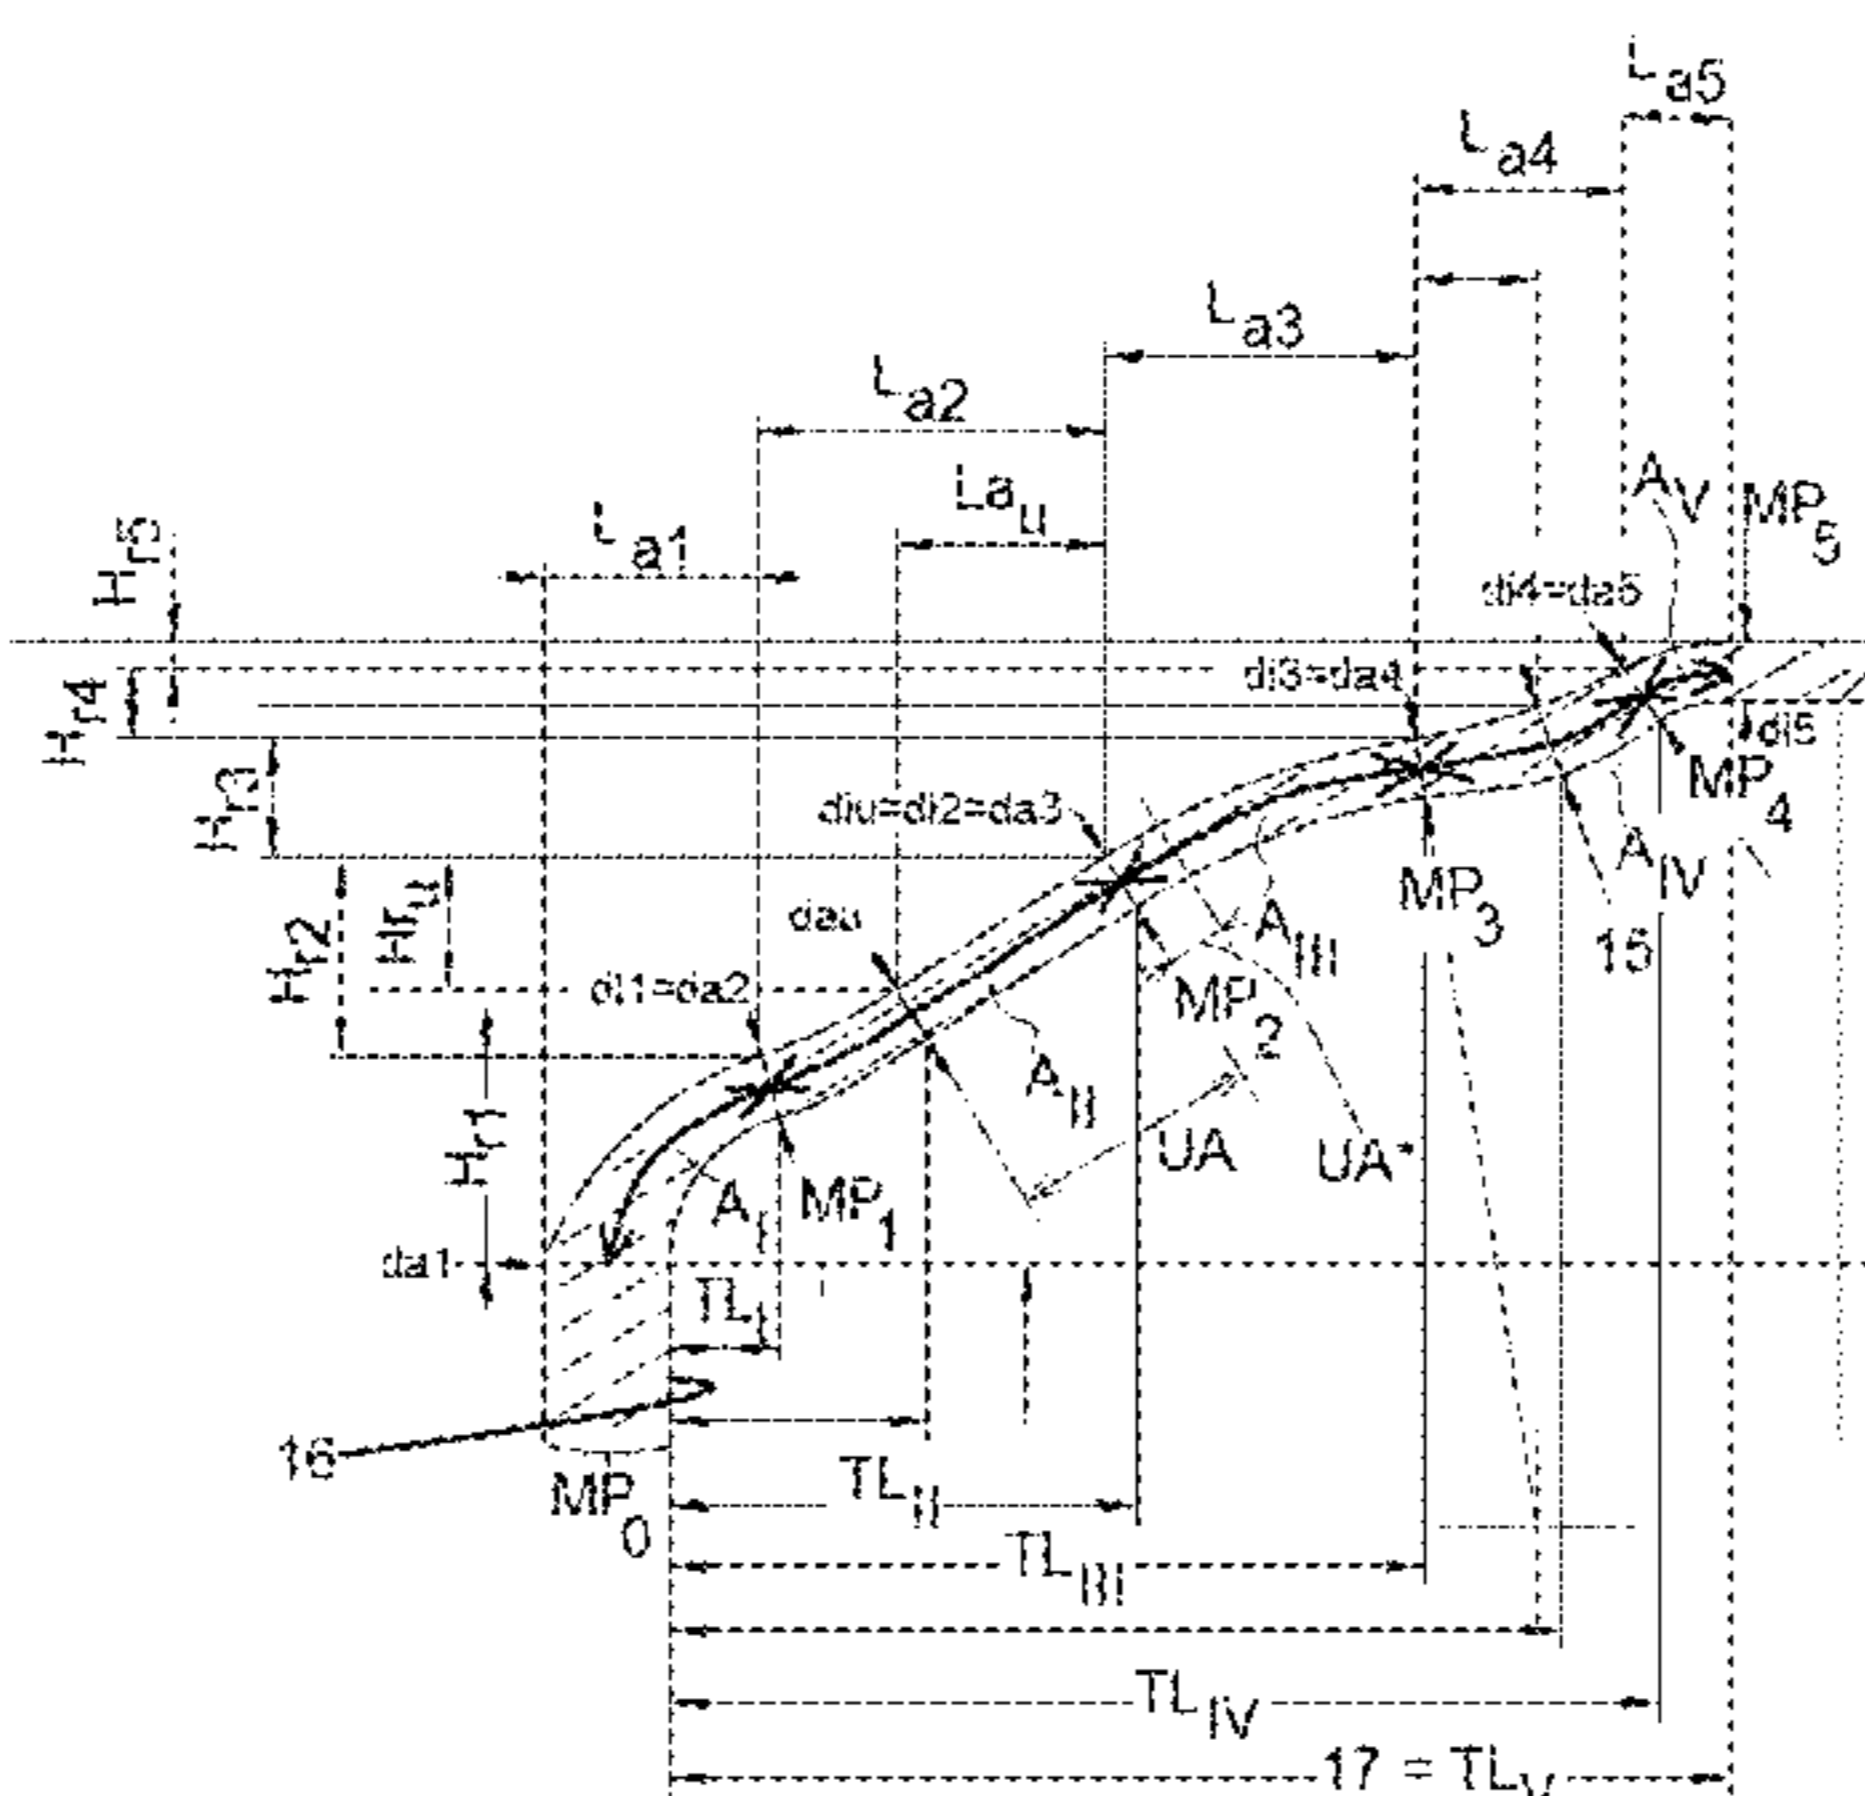 La5
La4
La3
La2
Lau
La1
AV
MP5
Hr5
di4=da5
di3=da4
Hr4
di5
MP4
Hr3
diu=di2=da3
AIV
MP3
Hru
dau
Hr2
AIII
15
di1=da2
MP2
AII
UA
UA*
Hr1
AI
MP1
da1
TLI
16
MP0
TLII
TLIII
TLIV
17 = TLV